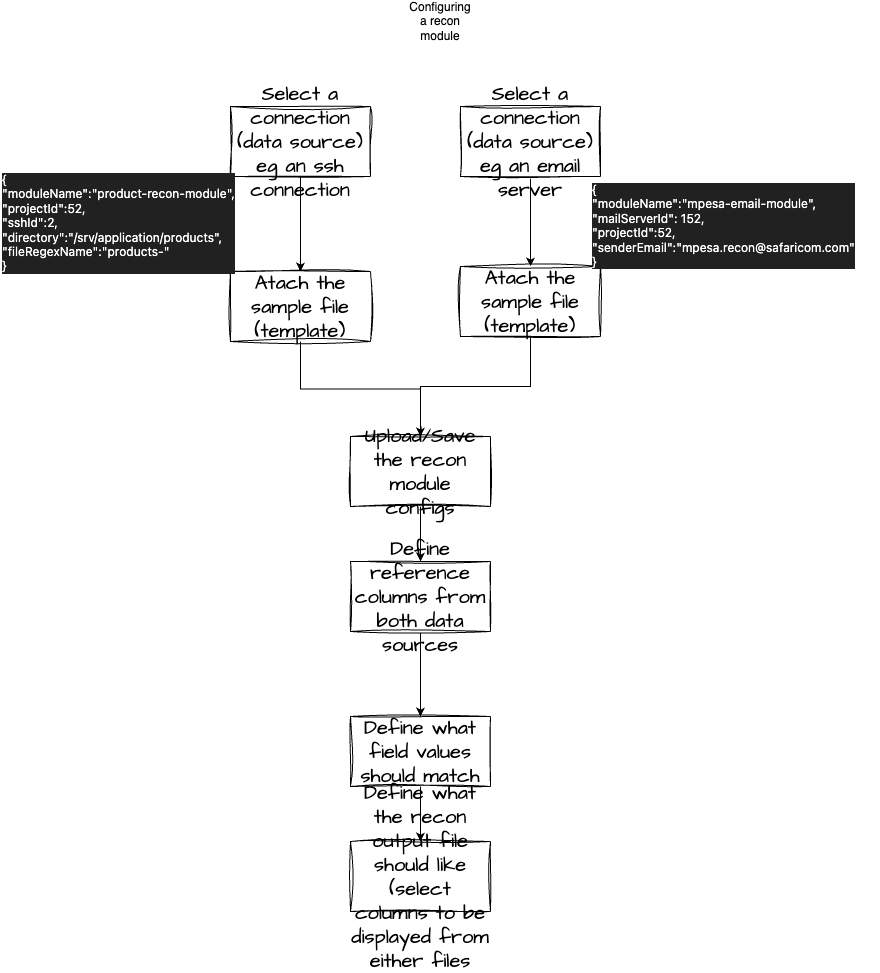 Configuring
a recon
module
Select a
connection
(data source)
eg an ssh
connection
Select a
connection
(data source)
eg an email
server
{
"moduleName":"product-recon-module",
"projectId":52,
"sshId":2,
"directory":"/srv/application/products",
"fileRegexName":"products-"
}
{
"moduleName":"mpesa-email-module",
"mailServerId": 152,
"projectId":52,
"senderEmail":"mpesa.recon@safaricom.com"
}
Atach the
sample file
(template)
Atach the
sample file
(template)
Upload/Save
the recon
module
configs
Define
reference
columns from
both data
sources
Define what
field values
should match
Define what
the recon
output file
should like
(select
columns to be
displayed from
either files